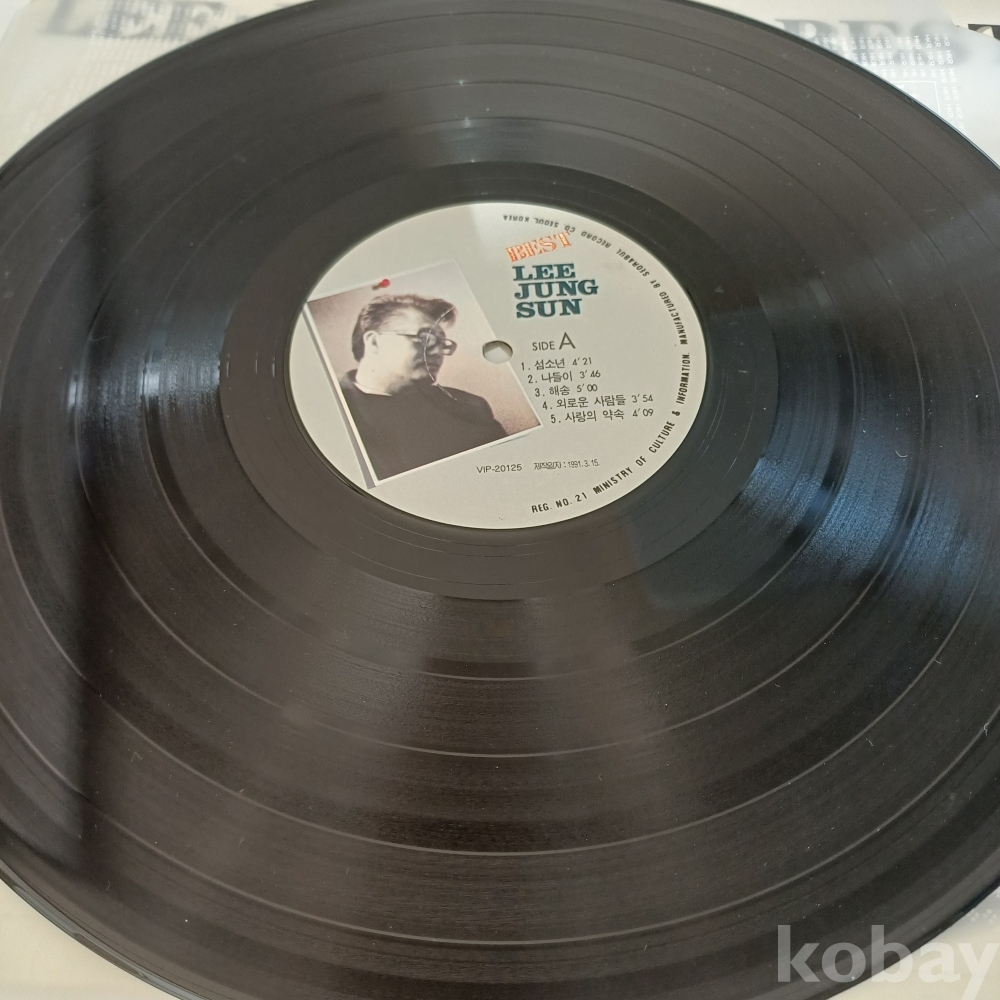 LEE
BES
BEST
LEE
JUNG
SUN
SIDE A
1. 섬소년 4'21
2. 나들이 3'46
3. 해송 5'00
4. 외로운 사람들 3'54
5. 사랑의 약속 4'09
VIP-20125 제작일자 : 1991. 3. 15.
REG. NO. 21 MINISTRY OF CULTURE & INFORMATION. MANUFACTURED BY SEORABUL RECORD CO SEOUL, KOREA
kobay